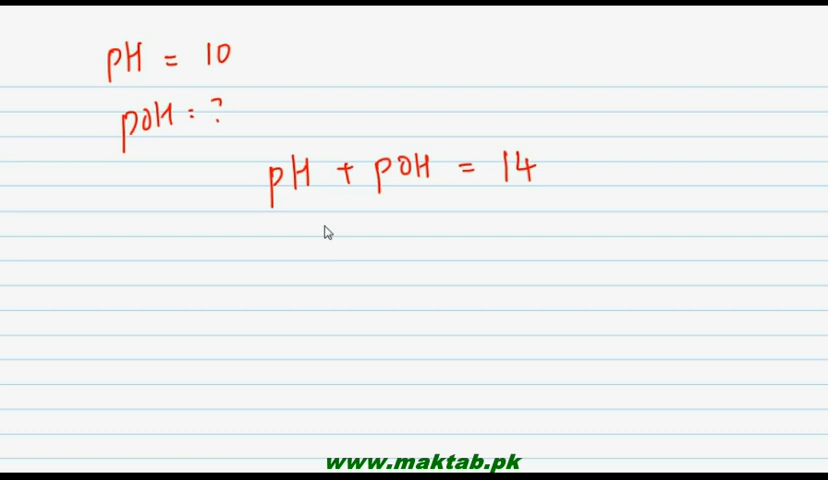 pH = 10
pOH = ?
pH + pOH = 14
www.maktab.pk